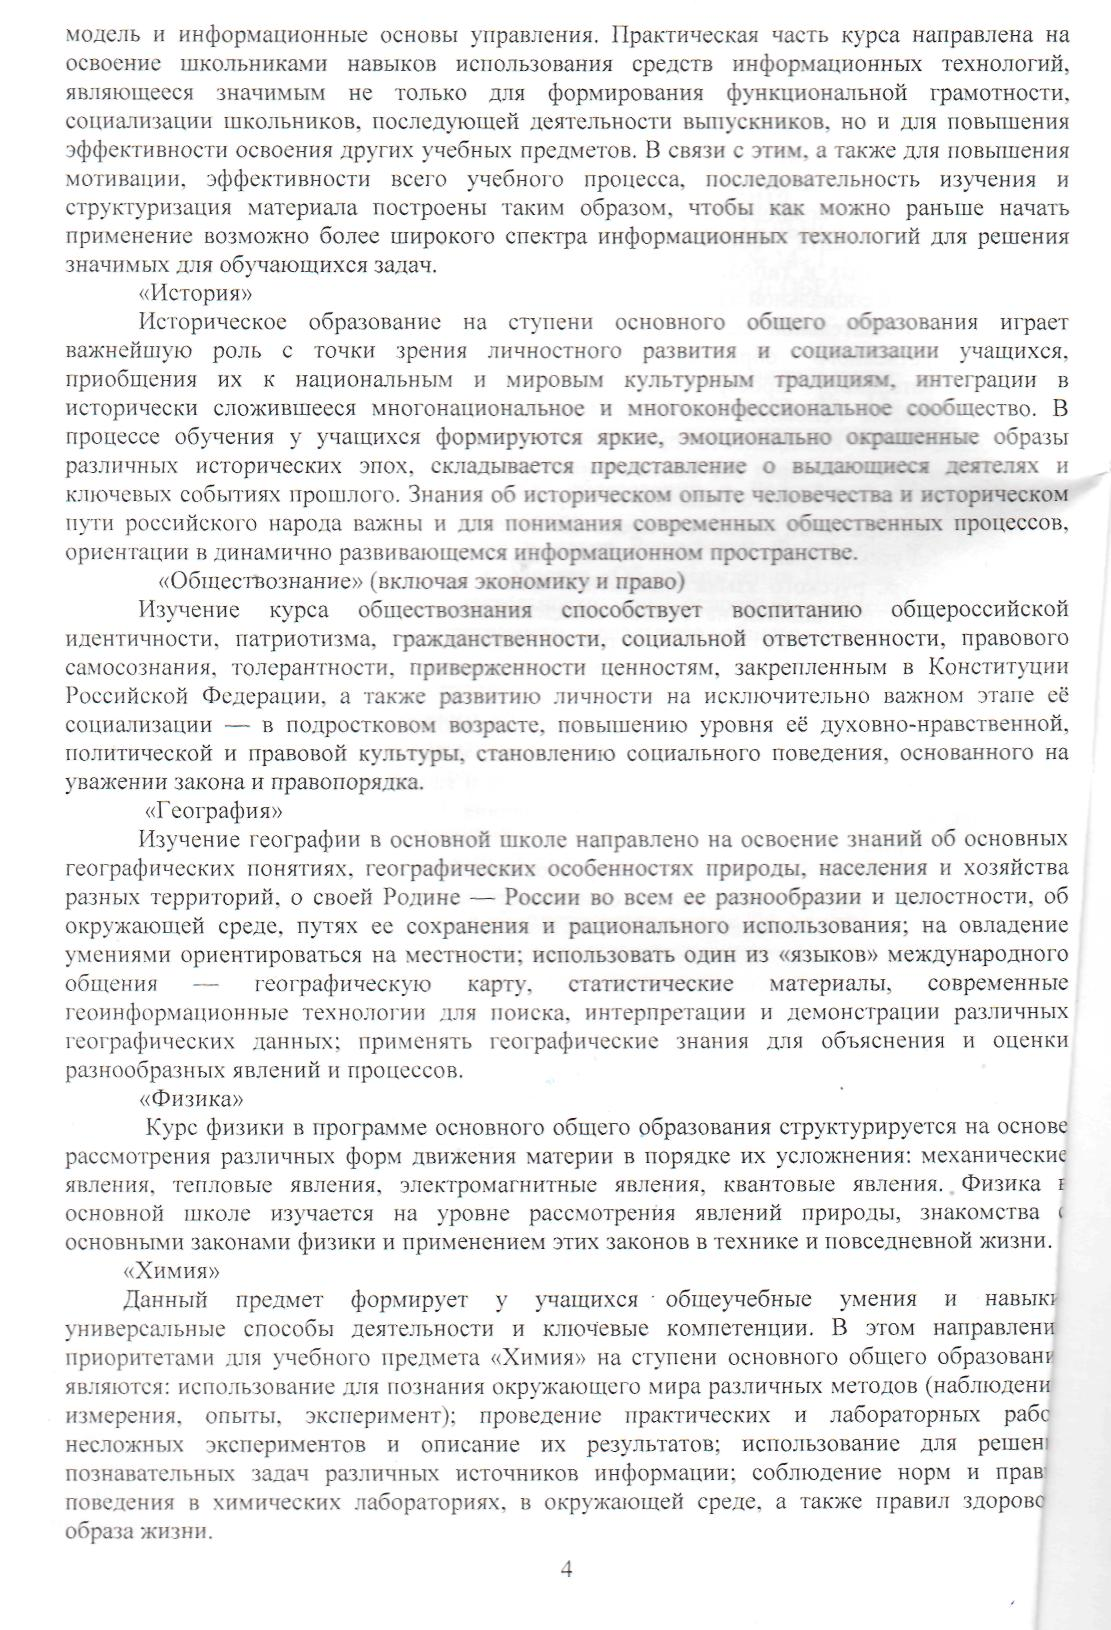 модель и информационные основы управления. Практическая часть курса направлена на
освоение школьниками навыков использования средств информационных технологий,
являющееся значимым не только для формирования функциональной грамотности,
социализации школьников, последующей деятельности выпускников, но и для повышения
эффективности освоения других учебных предметов. В связи с этим, а также для повышения
мотивации, эффективности всего учебного процесса, последовательность изучения и
структуризация материала построены таким образом, чтобы как можно раньше начать
применение возможно более широкого спектра информационных технологий для решения
значимых для обучающихся задач.
«История»
Историческое образование на ступени основного общего образования играет
важнейшую роль с точки зрения личностного развития и социализации учащихся,
приобщения их к национальным и мировым культурным традициям, интеграции в
исторически сложившееся многонациональное и многоконфессиональное сообщество. В
процессе обучения у учащихся формируются яркие, эмоционально окрашенные образы
различных исторических эпох, складывается представление о выдающиеся деятелях и
ключевых событиях прошлого. Знания об историческом опыте человечества и историческом
пути российского народа важны и для понимания современных общественных процессов,
ориентации в динамично развивающемся информационном пространстве.
«Обществознание» (включая экономику и право)
Изучение курса обществознания способствует воспитанию общероссийской
идентичности, патриотизма, гражданственности, социальной ответственности, правового
самосознания, толерантности, приверженности ценностям, закрепленным в Конституции
Российской Федерации, а также развитию личности на исключительно важном этапе её
социализации — в подростковом возрасте, повышению уровня её духовно-нравственной,
политической и правовой культуры, становлению социального поведения, основанного на
уважении закона и правопорядка.
«География»
Изучение географии в основной школе направлено на освоение знаний об основных
географических понятиях, географических особенностях природы, населения и хозяйства
разных территорий, о своей Родине — России во всем ее разнообразии и целостности, об
окружающей среде, путях ее сохранения и рационального использования; на овладение
умениями ориентироваться на местности; использовать один из «языков» международного
общения — географическую карту, статистические материалы, современные
геоинформационные технологии для поиска, интерпретации и демонстрации различных
географических данных; применять географические знания для объяснения и оценки
разнообразных явлений и процессов.
«Физика»
Курс физики в программе основного общего образования структурируется на основе
рассмотрения различных форм движения материи в порядке их усложнения: механические
явления, тепловые явления, электромагнитные явления, квантовые явления. Физика в
основной школе изучается на уровне рассмотрения явлений природы, знакомства с
основными законами физики и применением этих законов в технике и повседневной жизни.
«Химия»
Данный предмет формирует у учащихся общеучебные умения и навыки
универсальные способы деятельности и ключевые компетенции. В этом направлени
приоритетами для учебного предмета «Химия» на ступени основного общего образовани
являются: использование для познания окружающего мира различных методов (наблюдени
измерения, опыты, эксперимент); проведение практических и лабораторных рабо
несложных экспериментов и описание их результатов; использование для решен
познавательных задач различных источников информации; соблюдение норм и прав
поведения в химических лабораториях, в окружающей среде, а также правил здорово
образа жизни.
4